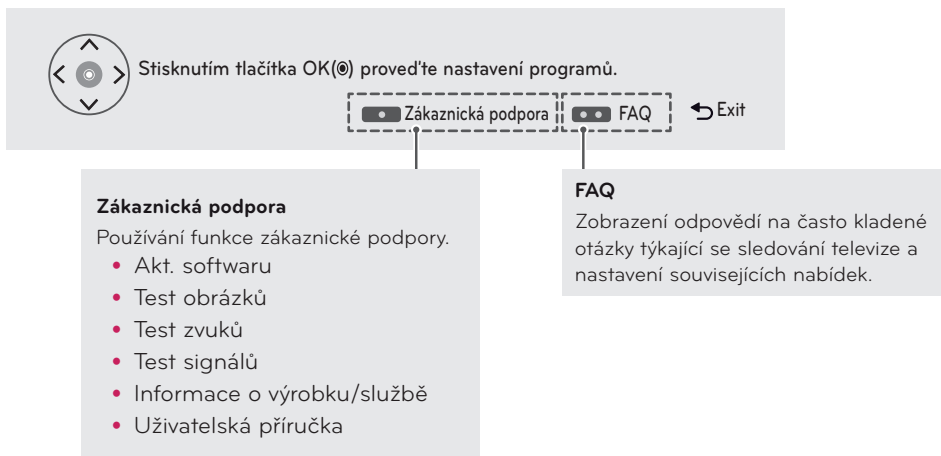 Stisknutím tlačítka OK(◉) proveďte nastavení programů.
Zákaznická podpora
FAQ
Exit
Zákaznická podpora
Používání funkce zákaznické podpory.
• Akt. softwaru
• Test obrázků
• Test zvuků
• Test signálů
• Informace o výrobku/službě
• Uživatelská příručka
FAQ
Zobrazení odpovědí na často kladené
otázky týkající se sledování televize a
nastavení souvisejících nabídek.